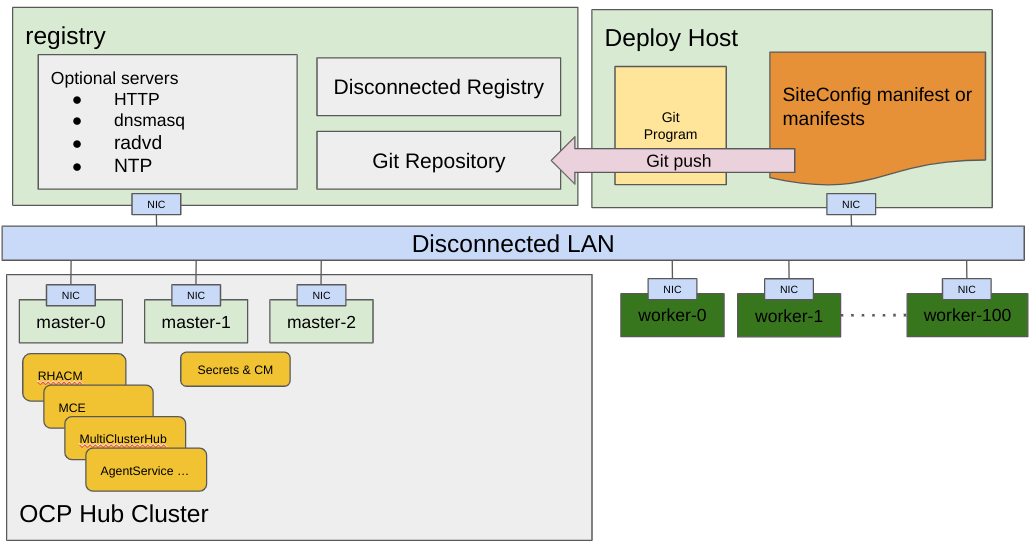 registry
Optional servers
● HTTP
● dnsmasq
● radvd
● NTP
Disconnected Registry
Git Repository
NIC
Deploy Host
Git
Program
SiteConfig manifest or
manifests
Git push
NIC
Disconnected LAN
NIC
master-0
NIC
master-1
NIC
master-2
RHACM
MCE
MultiClusterHub
AgentService ...
Secrets & CM
OCP Hub Cluster
NIC
worker-0
NIC
worker-1
NIC
worker-100